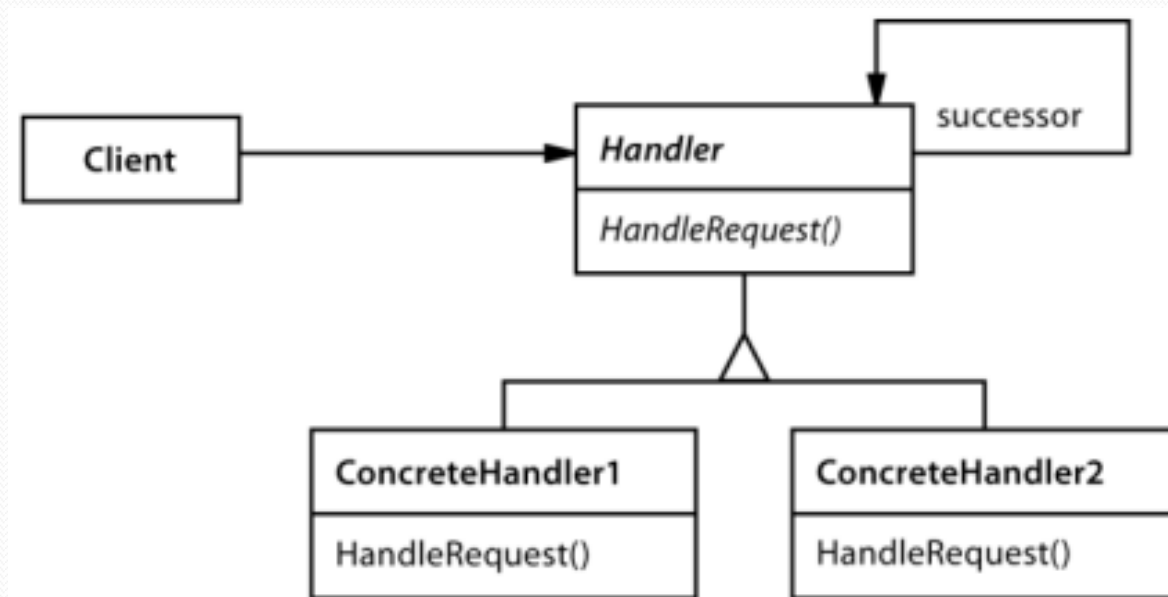 successor
Client
Handler
HandleRequest()
ConcreteHandler1
ConcreteHandler2
HandleRequest()
HandleRequest()